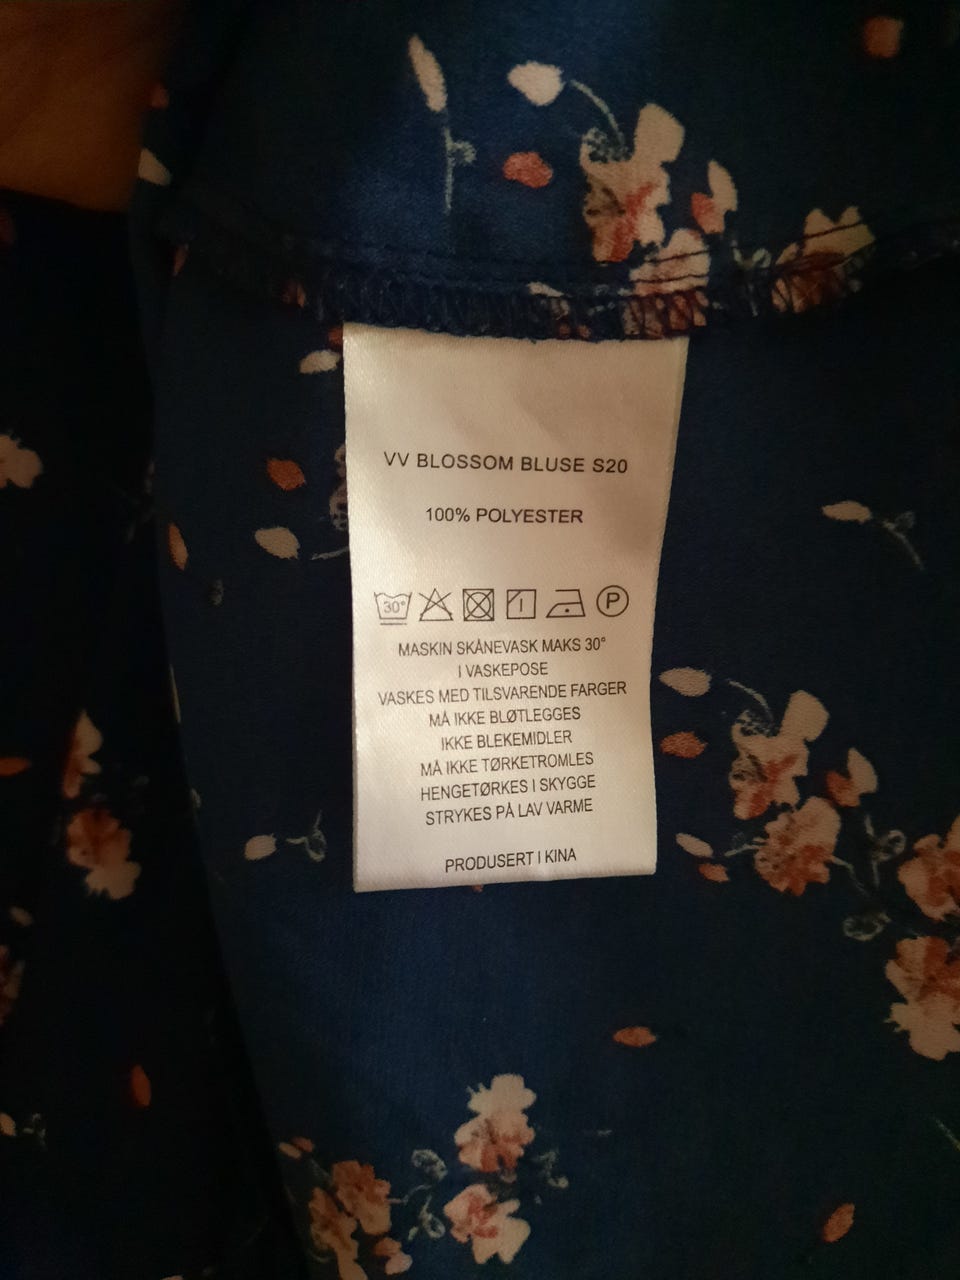 VV BLOSSOM BLUSE S20
100% POLYESTER
30° P
MASKIN SKÅNEVASK MAKS 30°
I VASKEPOSE
VASKES MED TILSVARENDE FARGER
MÅ IKKE BLØTLEGGES
IKKE BLEKEMIDLER
MÅ IKKE TØRKETROMLES
HENGETØRKES I SKYGGE
STRYKES PÅ LAV VARME
PRODUSERT I KINA